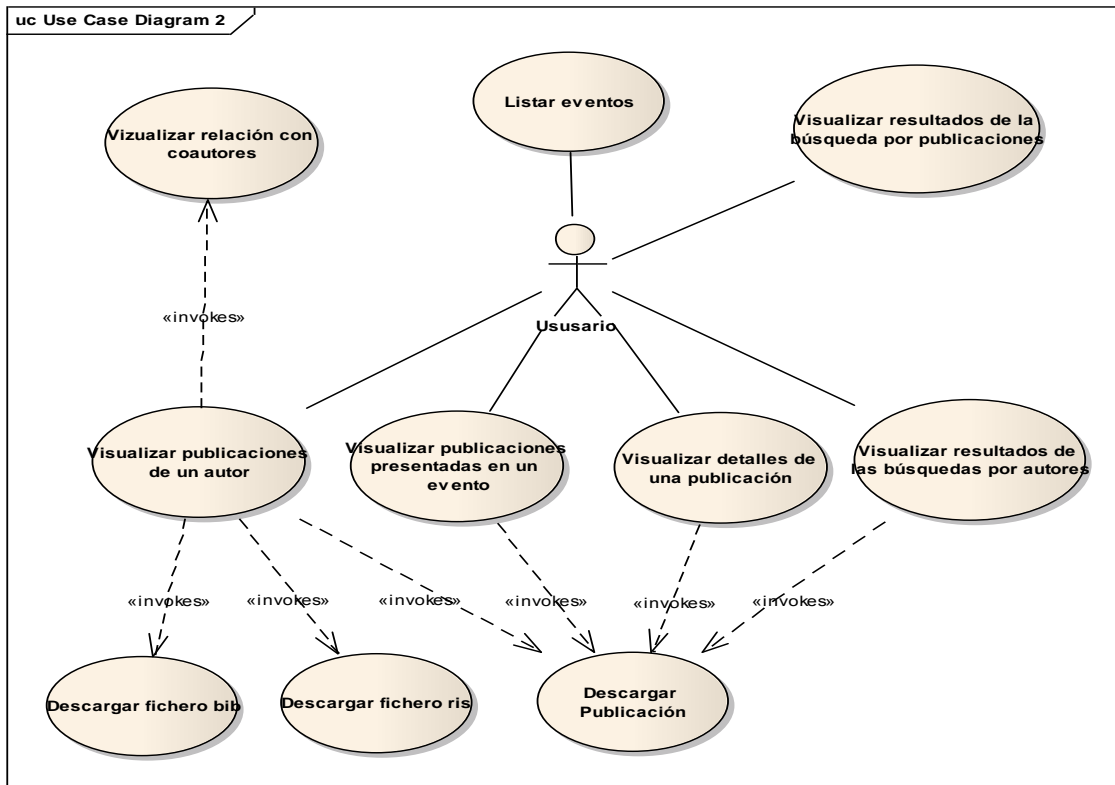 uc Use Case Diagram 2
Listar eventos
Visualizar resultados de la
búsqueda por publicaciones
Vizualizar relación con
coautores
«invokes»
Ususario
Visualizar publicaciones
de un autor
Visualizar publicaciones
presentadas en un
evento
Visualizar detalles de
una publicación
Visualizar resultados de
las búsquedas por autores
«invokes»
«invokes»
«invokes»
«invokes»
«invokes»
«invokes»
Descargar fichero bib
Descargar fichero ris
Descargar
Publicación